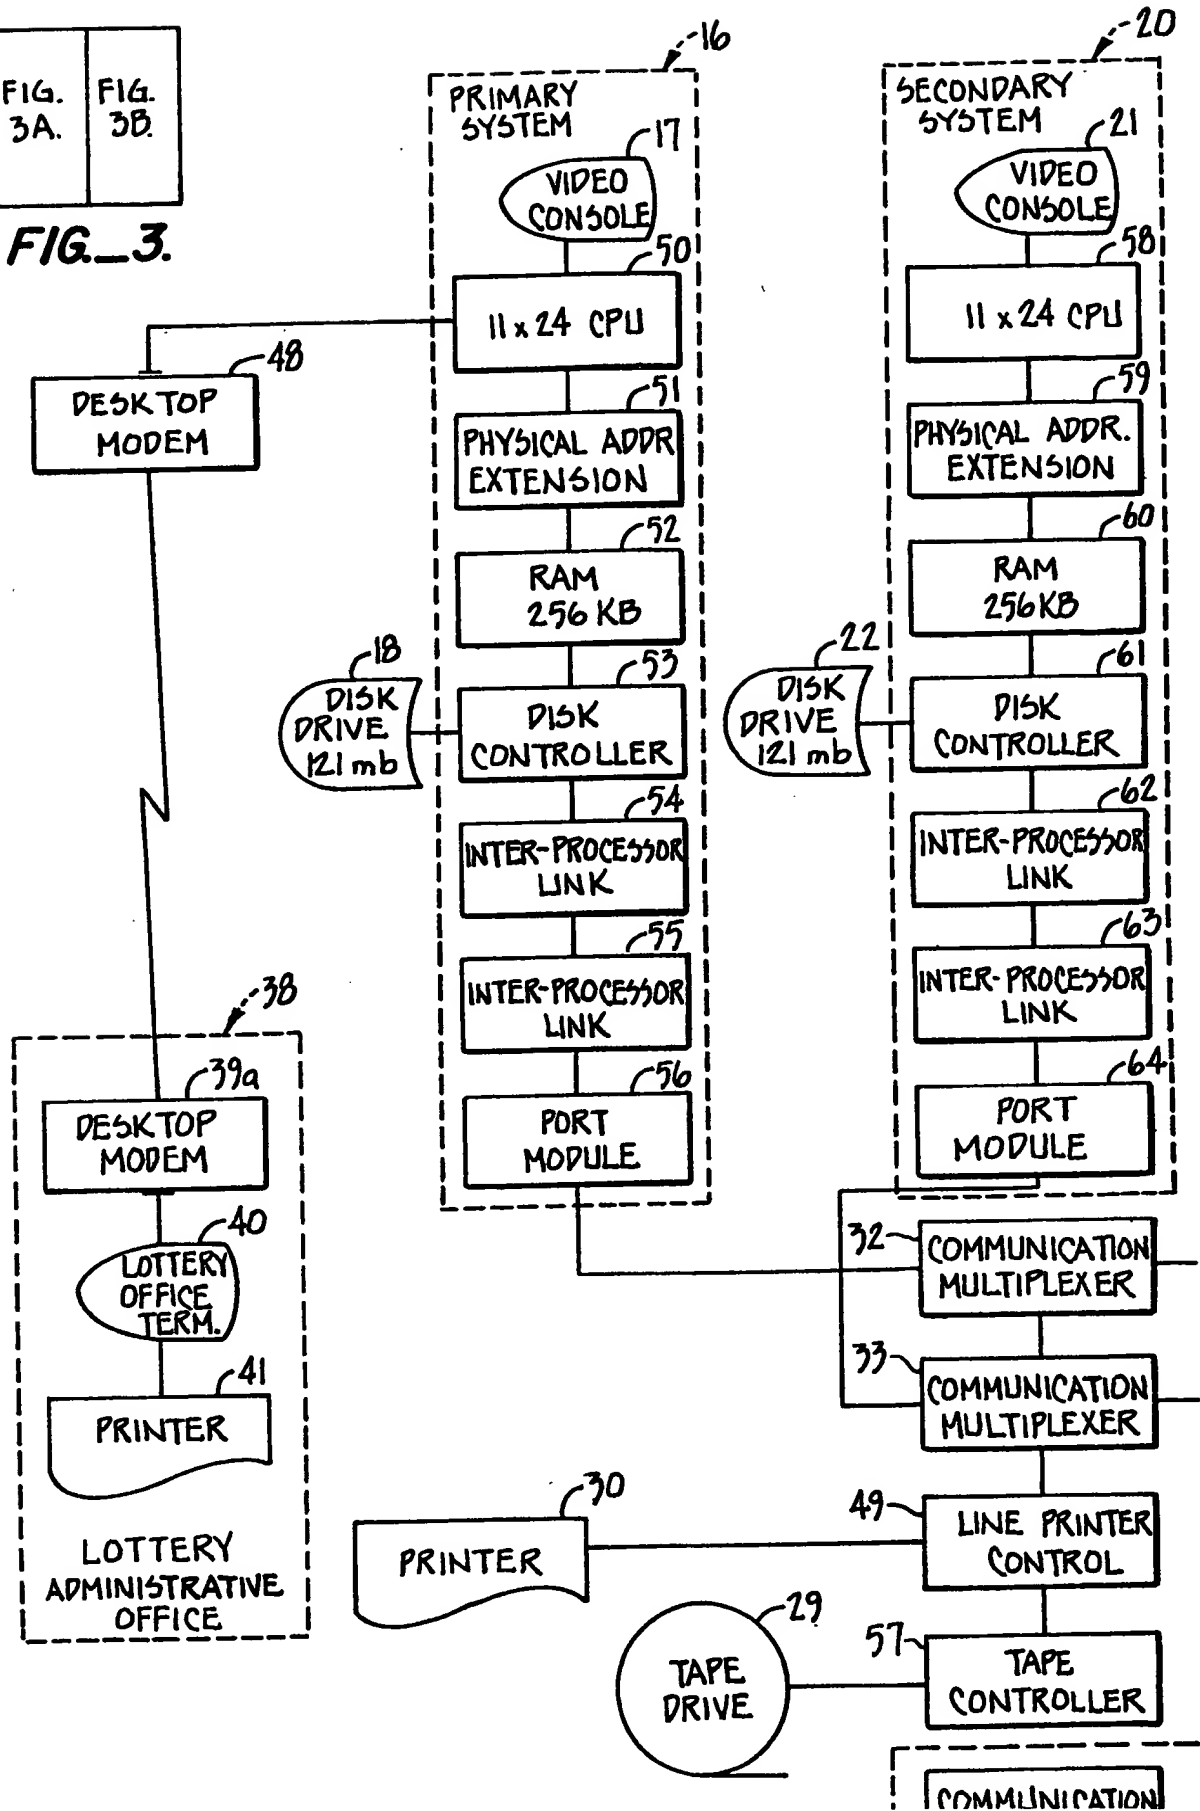 FIG. 3A.
FIG. 3B.
FIG._3.
16
PRIMARY
SYSTEM
17
VIDEO
CONSOLE
50
11 x 24 CPU
51
PHYSICAL ADDR
EXTENSION
52
RAM
256 KB
18
DISK
DRIVE
121 mb
53
DISK
CONTROLLER
54
INTER-PROCESSOR
LINK
55
INTER-PROCESSOR
LINK
56
PORT
MODULE
20
SECONDARY
SYSTEM
21
VIDEO
CONSOLE
58
11 x 24 CPU
59
PHYSICAL ADDR.
EXTENSION
60
RAM
256 KB
22
DISK
DRIVE
121 mb
61
DISK
CONTROLLER
62
INTER-PROCESSOR
LINK
63
INTER-PROCESSOR
LINK
64
PORT
MODULE
48
DESKTOP
MODEM
38
39a
DESKTOP
MODEM
40
LOTTERY
OFFICE
TERM.
41
PRINTER
LOTTERY
ADMINISTRATIVE
OFFICE
32
COMMUNICATION
MULTIPLEXER
33
COMMUNICATION
MULTIPLEXER
30
PRINTER
49
LINE PRINTER
CONTROL
29
TAPE
DRIVE
57
TAPE
CONTROLLER
COMMUNICATION